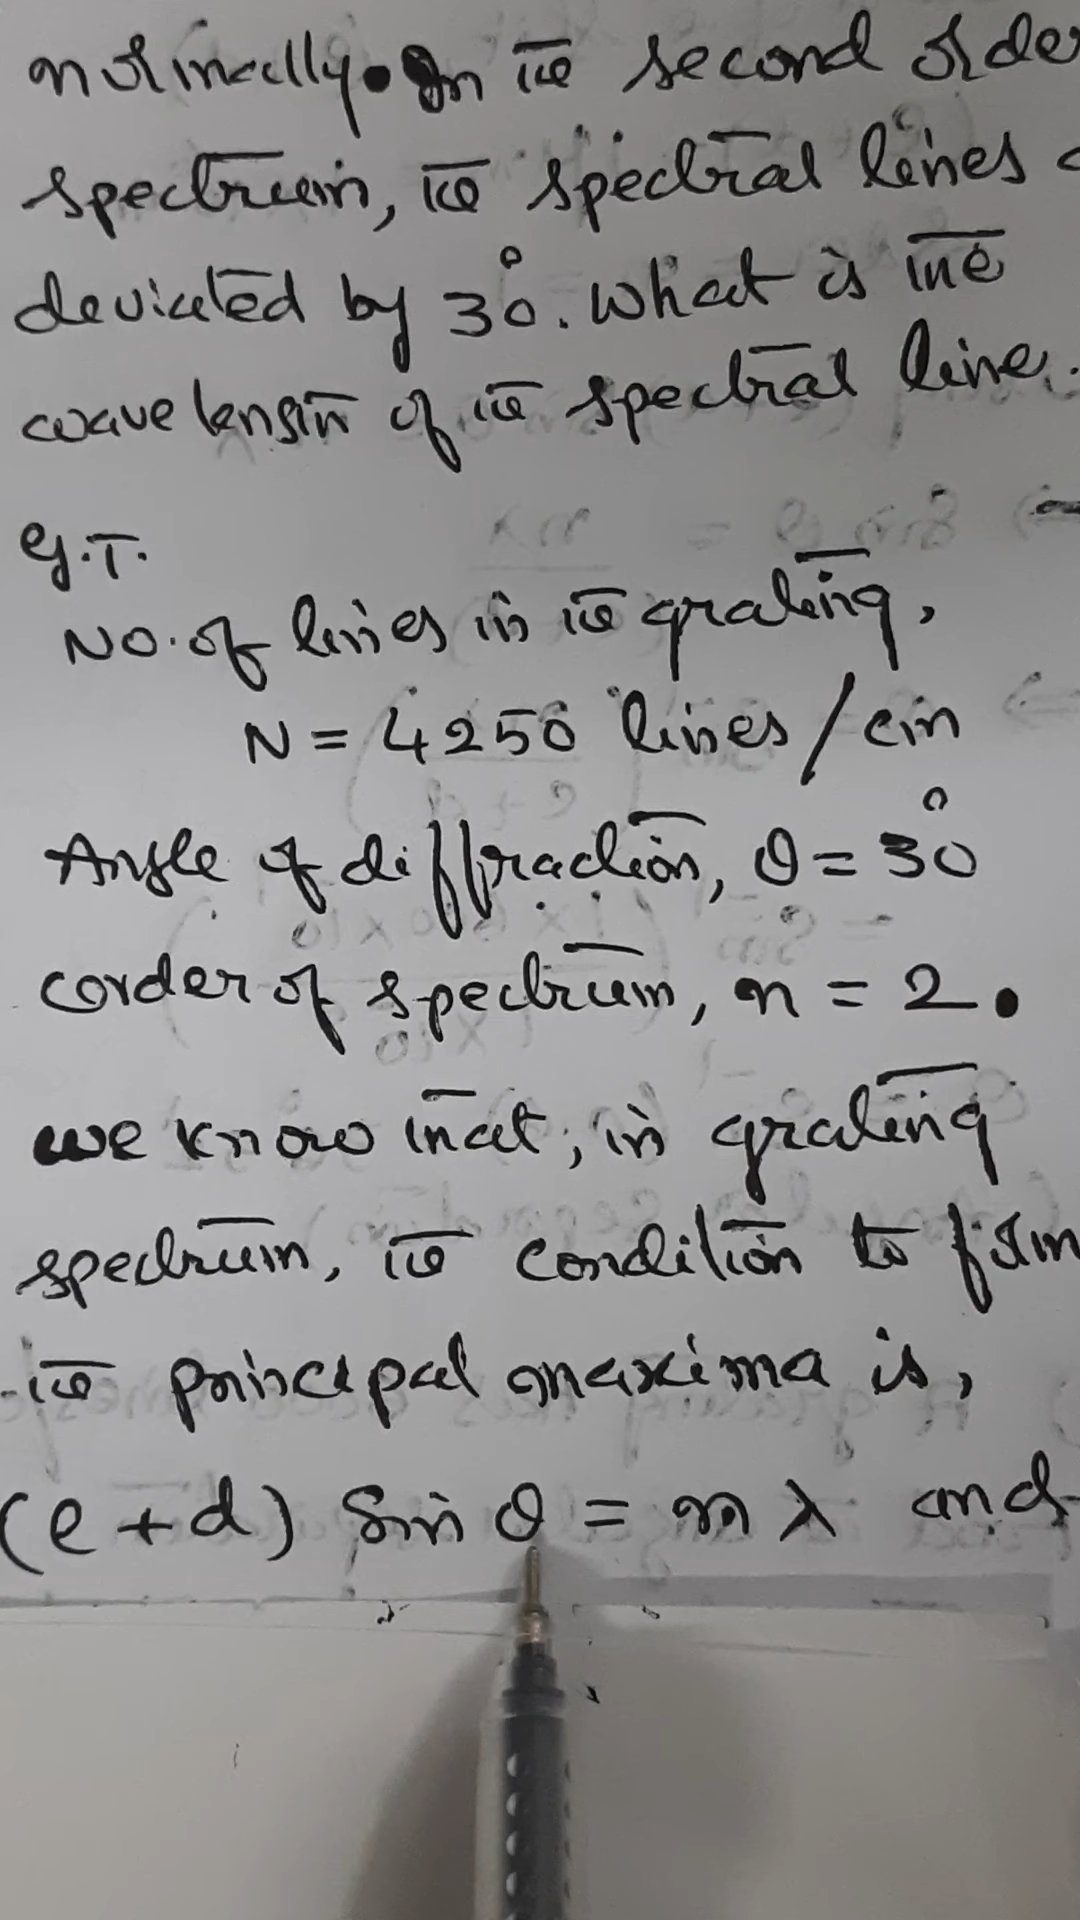 normally. In the second order
spectrum, the spectral lines
deviated by 30°. What is the
wavelength of the spectral line.
G.T.
No. of lines in the grating,
N = 4250 lines / cm
Angle of diffraction, θ = 30°
order of spectrum, n = 2.
we know that, in grating
spectrum, the condition to form
the principal maxima is,
(e + d) Sin θ = n λ and